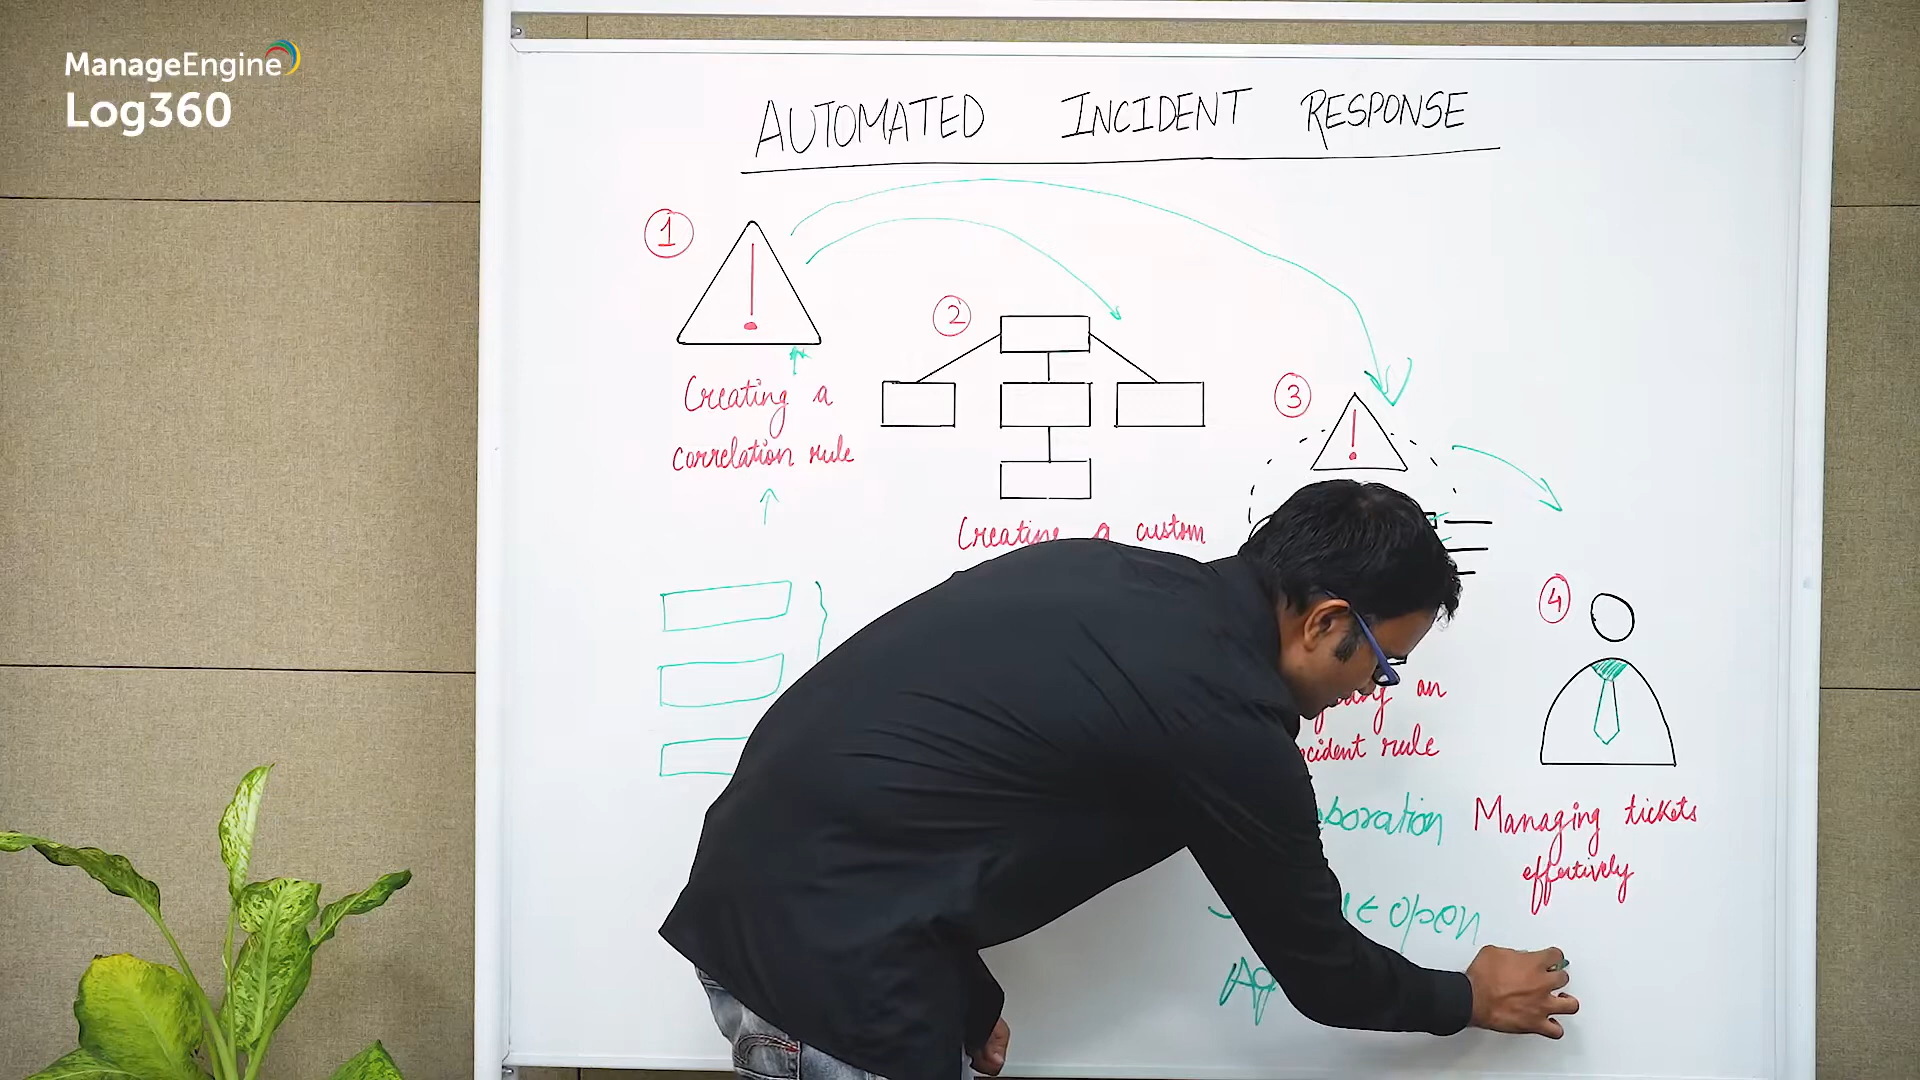 ManageEngine
Log360
AUTOMATED INCIDENT RESPONSE
1
Creating a
correlation rule
2
Creating a custom
3
an
rule
4
Managing tickets
effectively
open